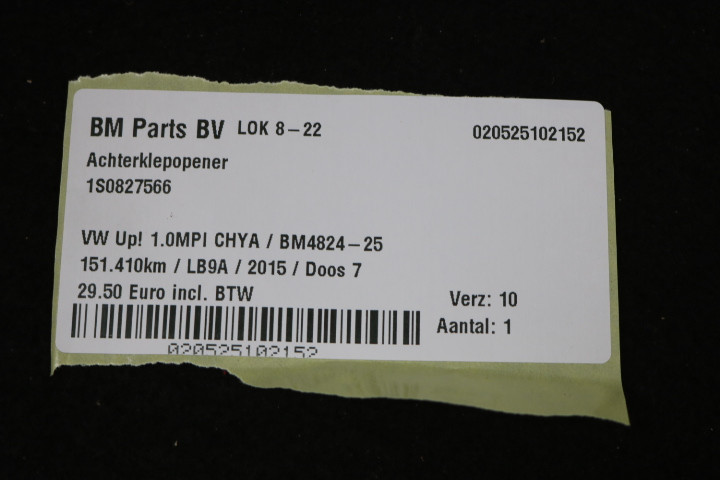 BM Parts BV LOK 8-22 020525102152
Achterklepopener
1S0827566
VW Up! 1.0MPI CHYA / BM4824-25
151.410km / LB9A / 2015 / Doos 7
29.50 Euro incl. BTW Verz: 10
Aantal: 1
020525102152